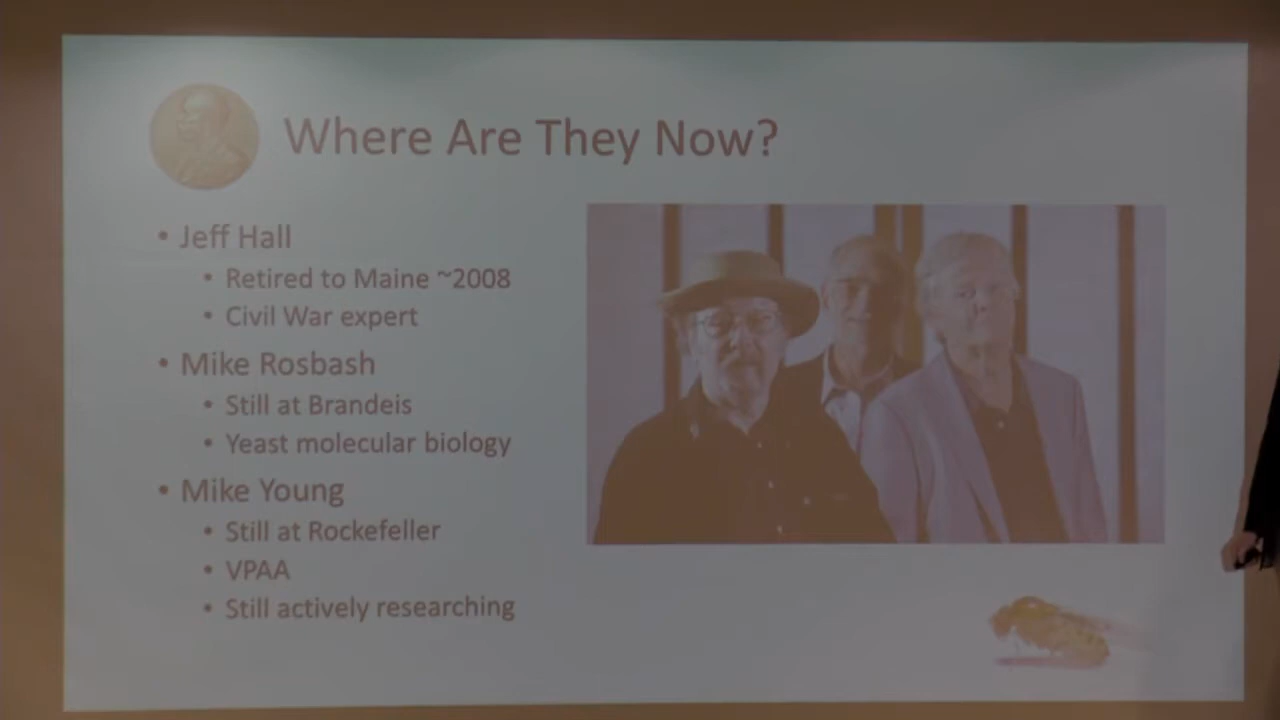 Where Are They Now?
• Jeff Hall
• Retired to Maine ~2008
• Civil War expert
• Mike Rosbash
• Still at Brandeis
• Yeast molecular biology
• Mike Young
• Still at Rockefeller
• VPAA
• Still actively researching